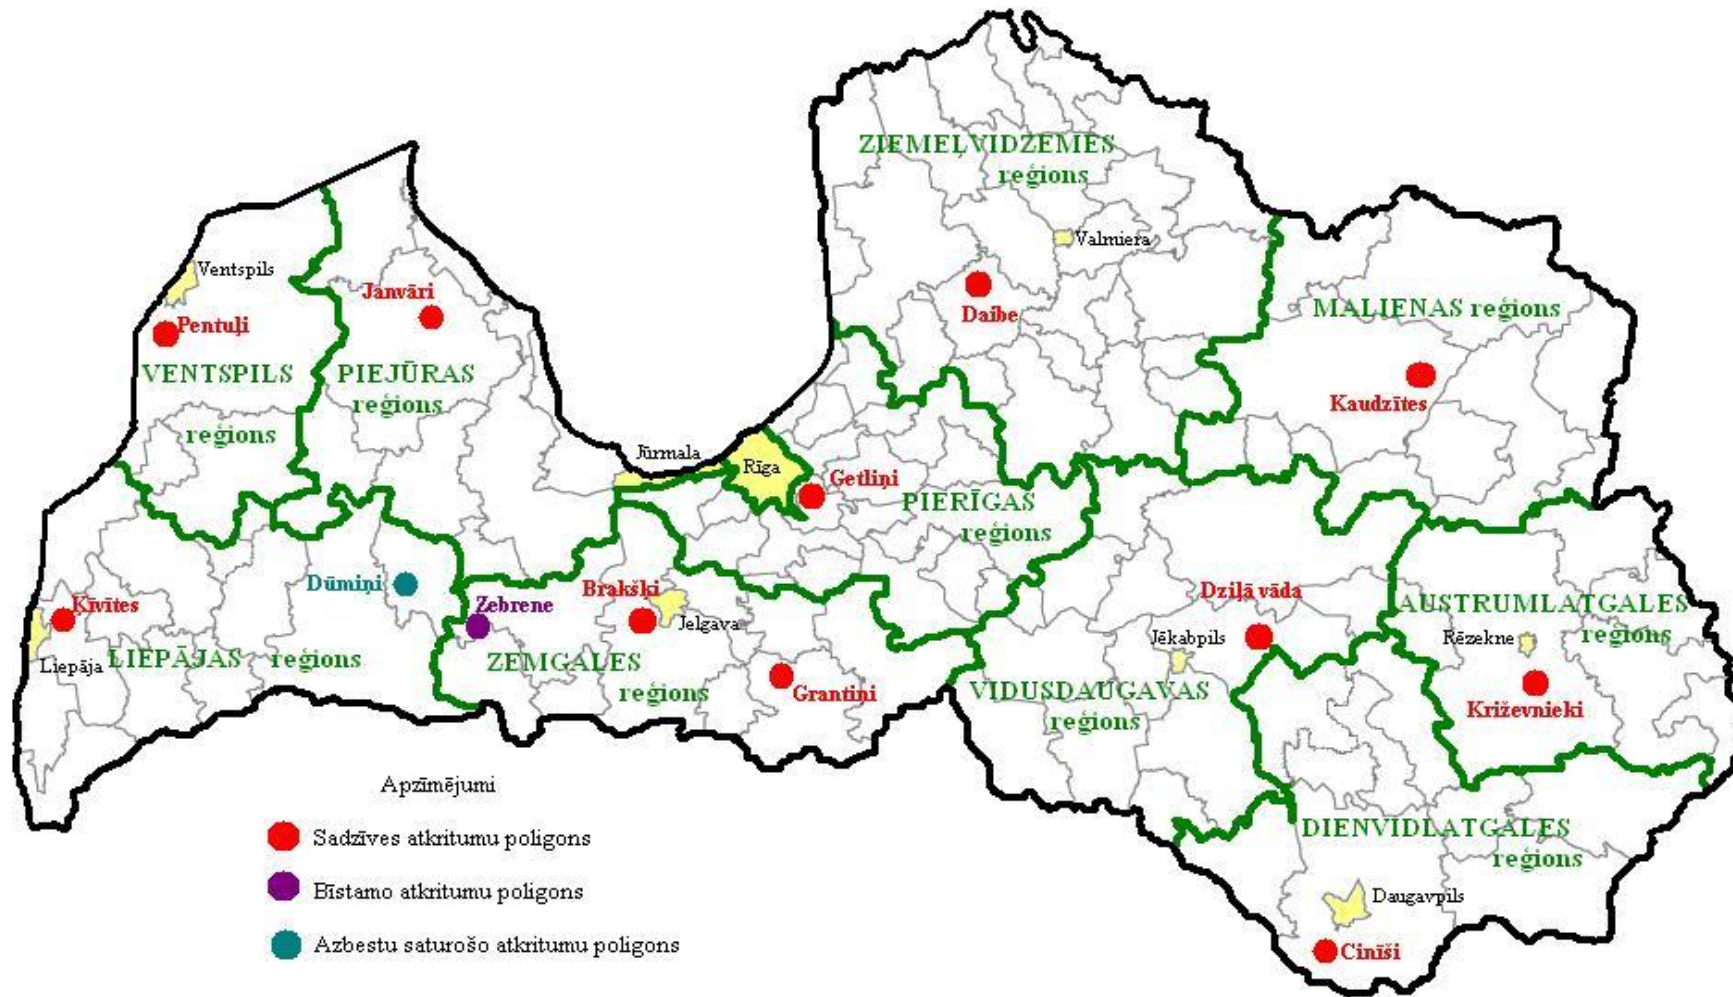 ZIEMEĻVIDZEMES
reģions
Valmiera
Ventspils
Janvāri
Daibe
MALIENAS reģions
Pentuļi
VENTSPILS
reģions
PIEJŪRAS
reģions
Kaudzītes
Jūrmala
Rīga
Getliņi
PIERĪGAS
reģions
Dūmiņi
Ķīvītes
Liepāja
LIEPĀJAS reģions
Zebrene
Brakšķi
Jelgava
ZEMGALES
reģions
Grantiņi
Dziļā vāda
Jēkabpils
VIDUSDAUGAVAS
reģions
AUSTRUMLATGALES
reģions
Rēzekne
Križevnieki
DIENVIDLATGALES
reģions
Daugavpils
Cinīši
Apzīmējumi
Sadzīves atkritumu poligons
Bīstamo atkritumu poligons
Azbestu saturošo atkritumu poligons